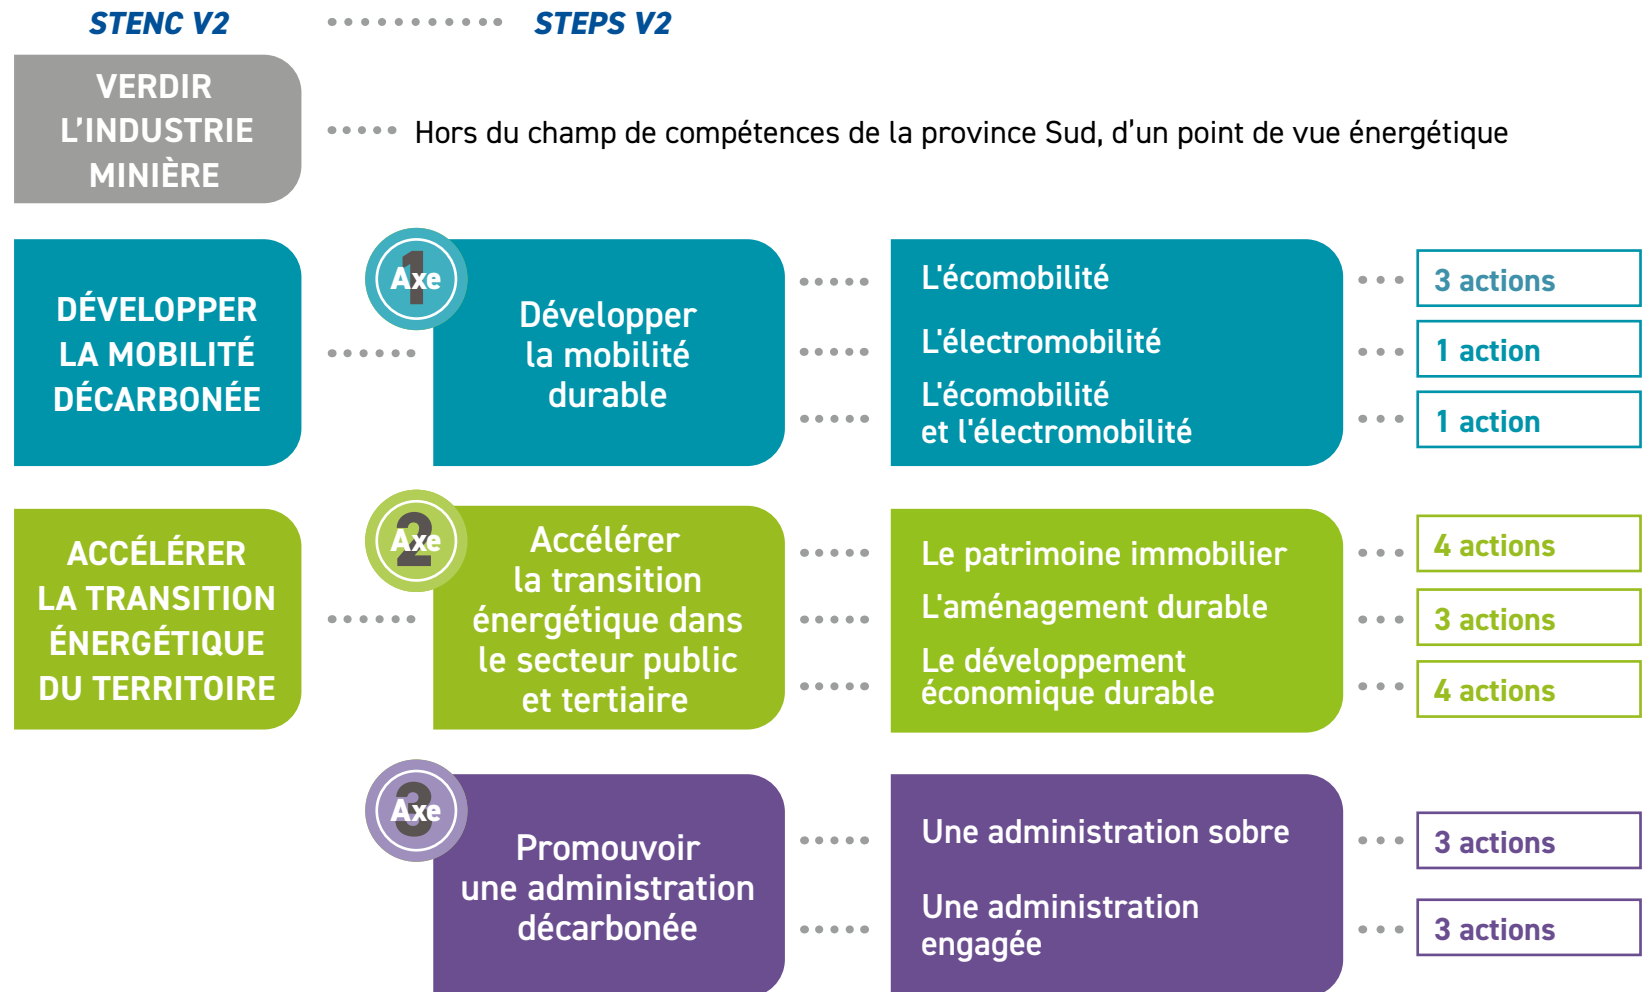 STENC V2 STEPS V2
VERDIR
L’INDUSTRIE
MINIÈRE
Hors du champ de compétences de la province Sud, d’un point de vue énergétique
DÉVELOPPER
LA MOBILITÉ
DÉCARBONÉE
Axe 1
Développer
la mobilité
durable
L'écomobilité
3 actions
L'électromobilité
1 action
L'écomobilité
et l'électromobilité
1 action
ACCÉLÉRER
LA TRANSITION
ÉNERGÉTIQUE
DU TERRITOIRE
Axe 2
Accélérer
la transition
énergétique dans
le secteur public
et tertiaire
Le patrimoine immobilier
4 actions
L'aménagement durable
3 actions
Le développement
économique durable
4 actions
Axe 3
Promouvoir
une administration
décarbonée
Une administration sobre
3 actions
Une administration
engagée
3 actions